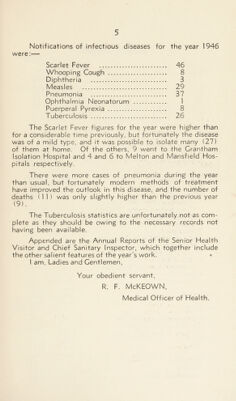 5
Notifications of infectious diseases for the year 1946
were:—
Scarlet Fever ........................ 46
Whooping Cough ..................... 8
Diphtheria ........................ 3
Measles ........................ 29
Pneumonia ........................ 37
Ophthalmia Neonatorum ............ 1
Puerperal Pyrexia .................. 8
Tuberculosis ........................ 26
The Scarlet Fever figures for the year were higher than
for a considerable time previously, but fortunately the disease
was of a mild type, and it was possible to isolate many (27)
of them at home. Of the others, 9 went to the Grantham
Isolation Hospital and 4 and 6 to Melton and Mansfield Hos-
pitals respectively.
There were more cases of pneumonia during the year
than usual, but fortunately modern methods of treatment
have improved the outlook in this disease, and the number of
deaths (11) was only slightly higher than the previous year
(9).
The Tuberculosis statistics are unfortunately not as com-
plete as they should be owing to the necessary records not
having been available.
Appended are the Annual Reports of the Senior Health
Visitor and Chief Sanitary Inspector, which together include
the other salient features of the year's work.
I am, Ladies and Gentlemen,
Your obedient servant,
R. F. McKEOWN,
Medical Officer of Health.